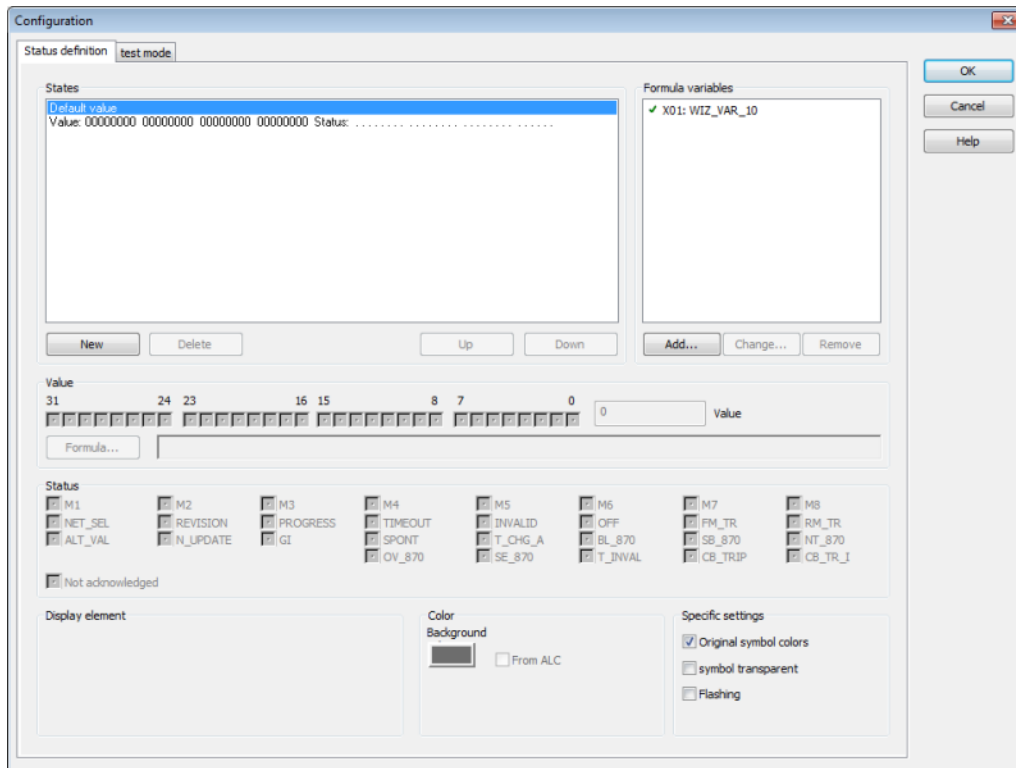 Configuration
Status definition
test mode
OK
Cancel
Help
States
Default value
Value: 00000000 00000000 00000000 00000000 Status: . . . . . . . . . . . . . . . . . . . . . . . . . . . . . .
New
Delete
Up
Down
Formula variables
X01: WIZ_VAR_10
Add...
Change...
Remove
Value
31 24 23 16 15 8 7 0
0
Value
Formula...
Status
M1 M2 M3 M4 M5 M6 M7 M8
NET_SEL REVISION PROGRESS TIMEOUT INVALID OFF FM_TR RM_TR
ALT_VAL N_UPDATE GI SPONT T_CHG_A BL_870 SB_870 NT_870
OV_870 SE_870 T_INVAL CB_TRIP CB_TR_I
Not acknowledged
Display element
Color
Background
From ALC
Specific settings
Original symbol colors
symbol transparent
Flashing